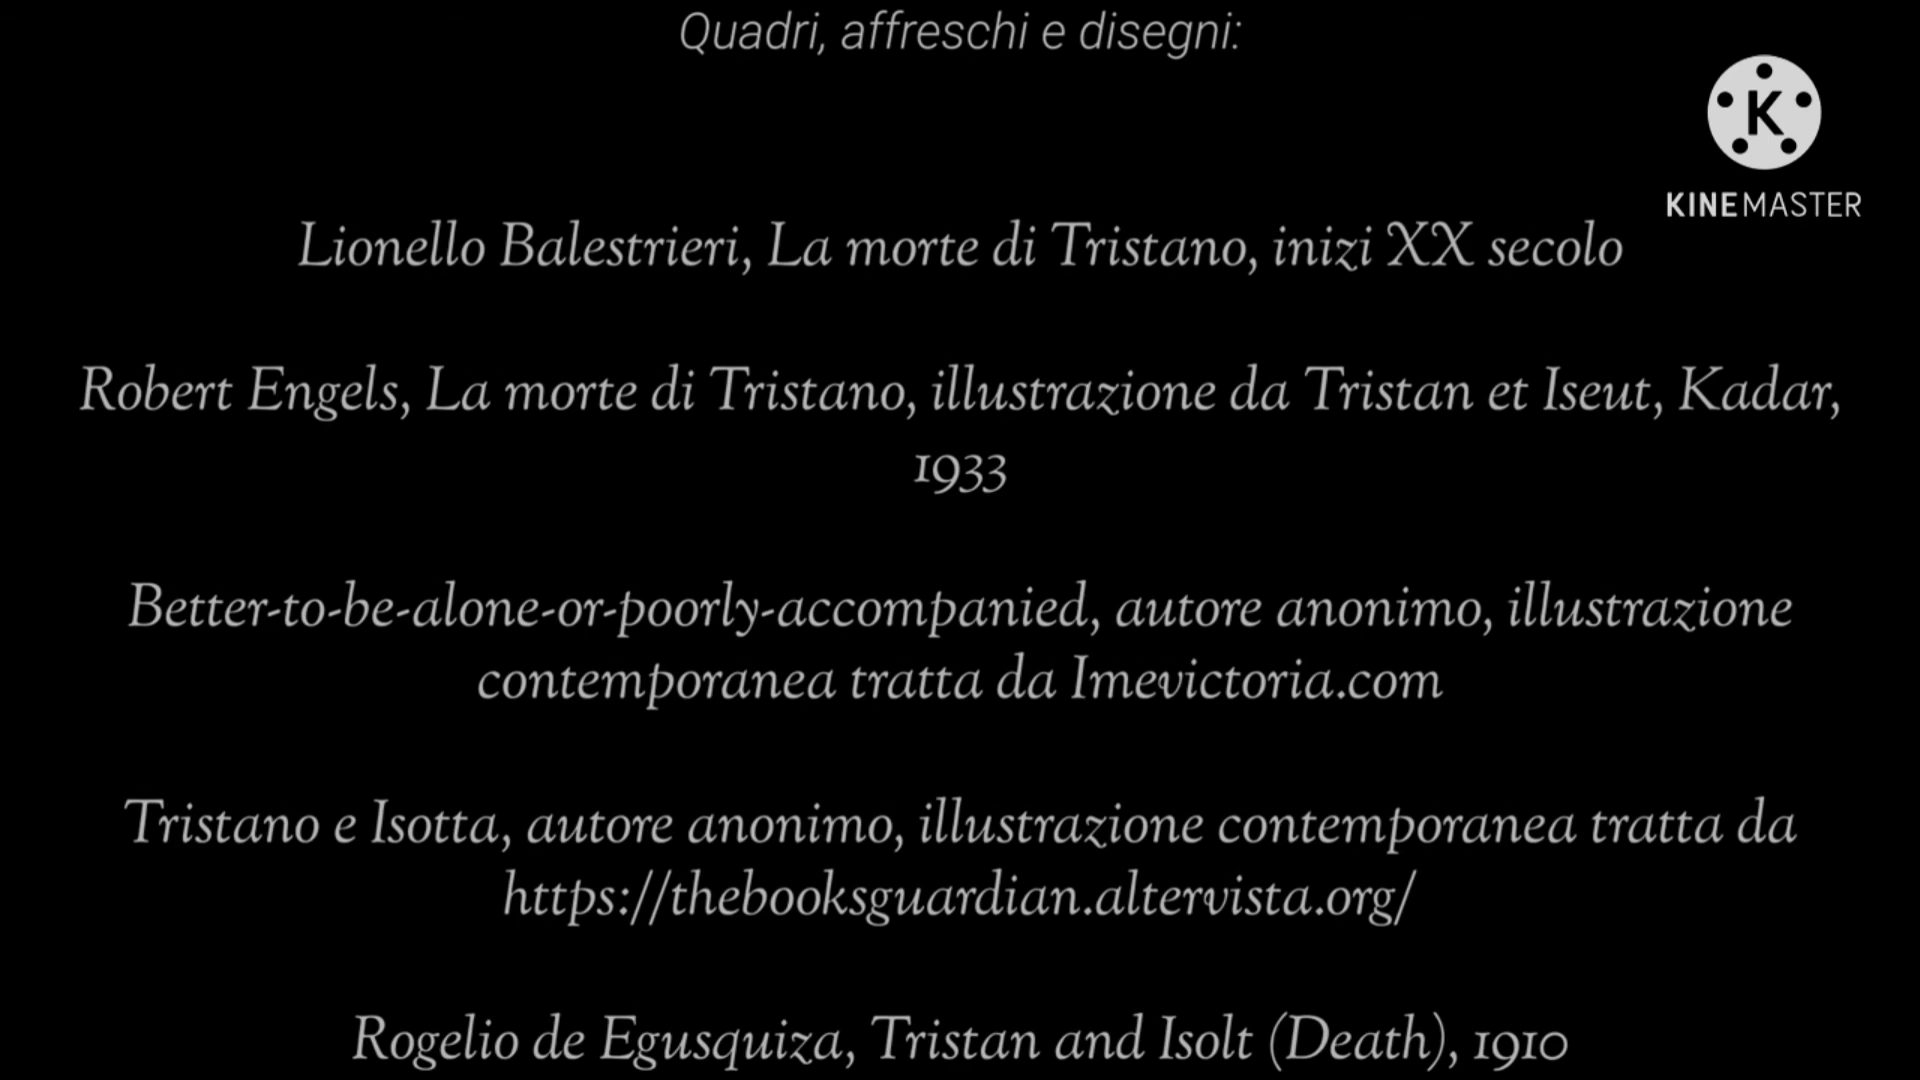 Quadri, affreschi e disegni:
K
KINEMASTER
Lionello Balestrieri, La morte di Tristano, inizi XX secolo
Robert Engels, La morte di Tristano, illustrazione da Tristan et Iseut, Kadar,
1933
Better-to-be-alone-or-poorly-accompanied, autore anonimo, illustrazione
contemporanea tratta da Imevictoria.com
Tristano e Isotta, autore anonimo, illustrazione contemporanea tratta da
https://thebooksguardian.altervista.org/
Rogelio de Egusquiza, Tristan and Isolt (Death), 1910